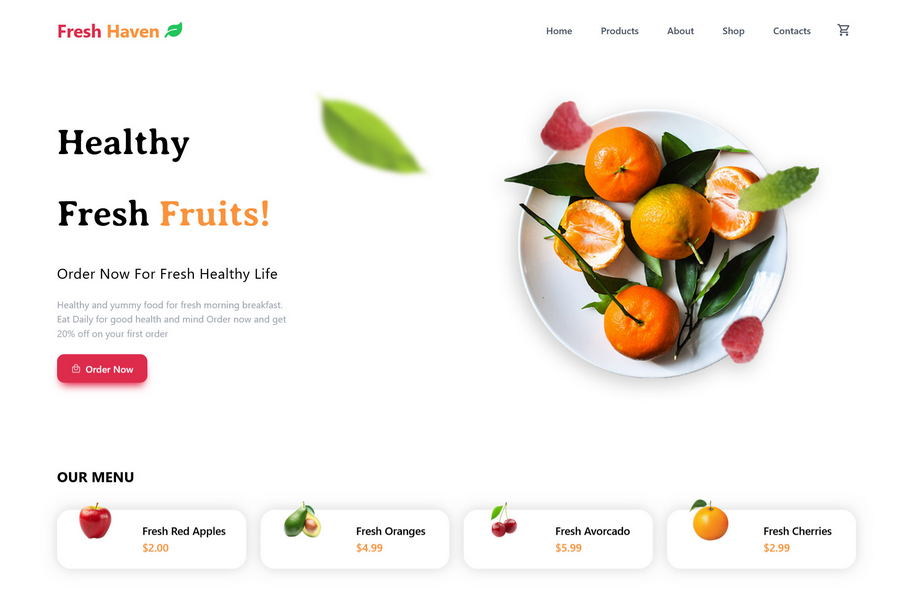 Fresh Haven
Home
Products
About
Shop
Contacts
Healthy
Fresh Fruits!
Order Now For Fresh Healthy Life
Healthy and yummy food for fresh morning breakfast.
Eat Daily for good health and mind Order now and get
20% off on your first order
Order Now
OUR MENU
Fresh Red Apples
$2.00
Fresh Oranges
$4.99
Fresh Avorcado
$5.99
Fresh Cherries
$2.99